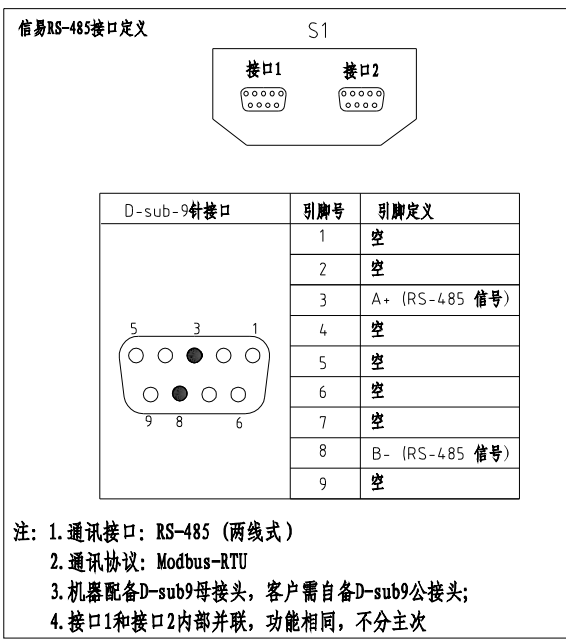 信易RS-485接口定义
S1
接口1 接口2
D-sub-9针接口 引脚号 引脚定义
1 空
2 空
3 A+ (RS-485 信号)
4 空
5 空
6 空
7 空
8 B- (RS-485 信号)
9 空
5 3 1
9 8 6
注: 1.通讯接口: RS-485 (两线式)
2.通讯协议: Modbus-RTU
3.机器配备D-sub9母接头, 客户需自备D-sub9公接头;
4.接口1和接口2内部并联, 功能相同, 不分主次